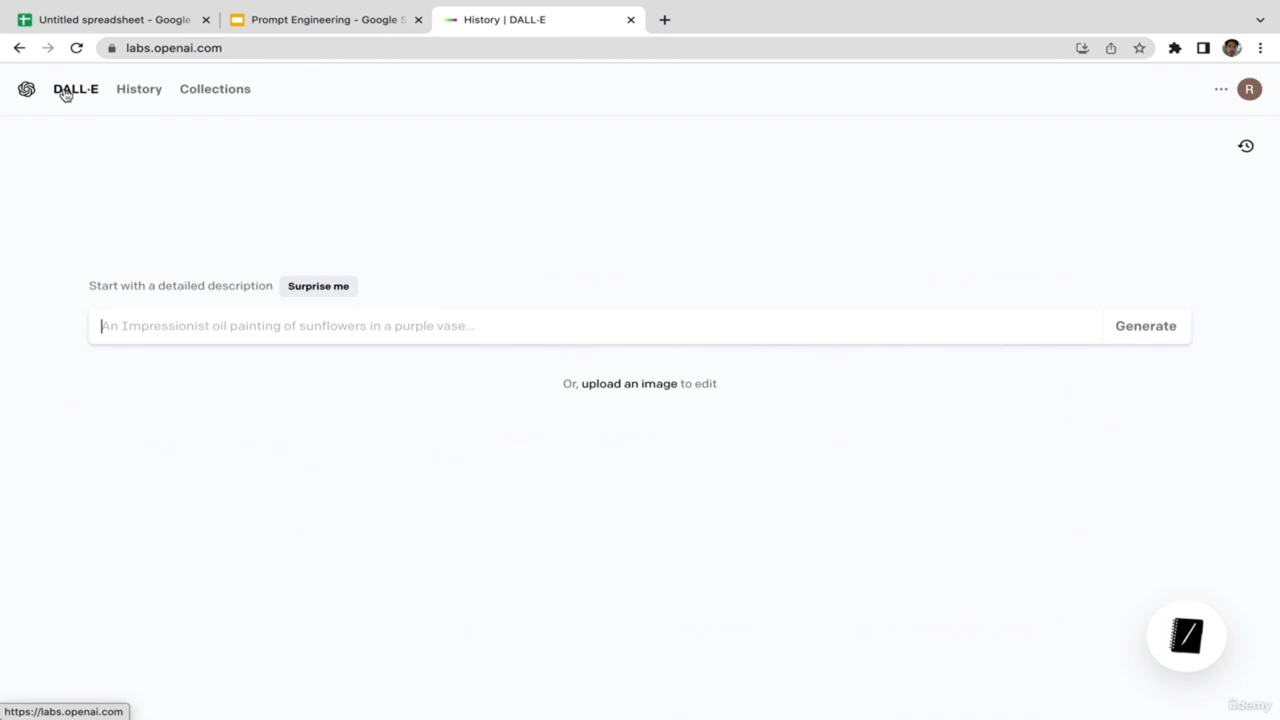 Untitled spreadsheet - Google
Prompt Engineering - Google S
History | DALL·E
labs.openai.com
DALL·E
History
Collections
R
Start with a detailed description
Surprise me
An Impressionist oil painting of sunflowers in a purple vase...
Generate
Or, upload an image to edit
https://labs.openai.com
ûdemy